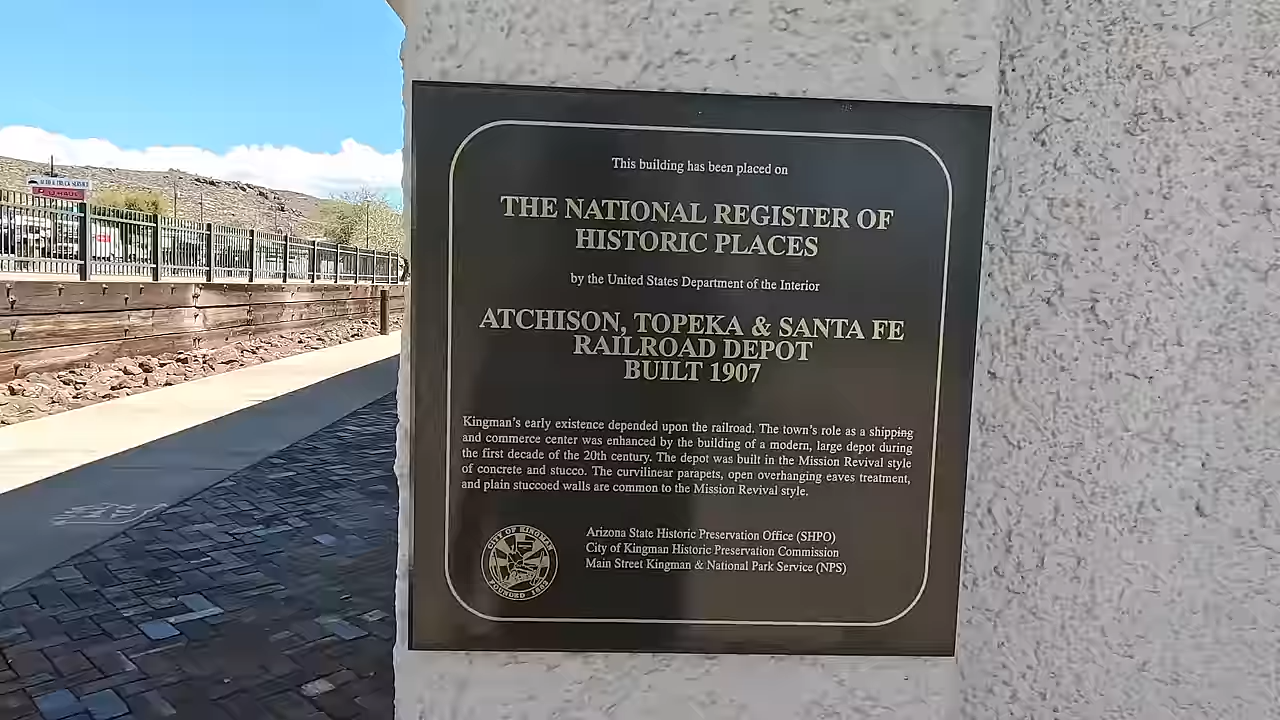 This building has been placed on
THE NATIONAL REGISTER OF
HISTORIC PLACES
by the United States Department of the Interior
ATCHISON, TOPEKA & SANTA FE
RAILROAD DEPOT
BUILT 1907
Kingman's early existence depended upon the railroad. The town's role as a shipping
and commerce center was enhanced by the building of a modern, large depot during
the first decade of the 20th century. The depot was built in the Mission Revival style
of concrete and stucco. The curvilinear parapets, open overhanging eaves treatment,
and plain stuccoed walls are common to the Mission Revival style.
CITY OF KINGMAN
FOUNDED
Arizona State Historic Preservation Office (SHPO)
City of Kingman Historic Preservation Commission
Main Street Kingman & National Park Service (NPS)
U-HAUL